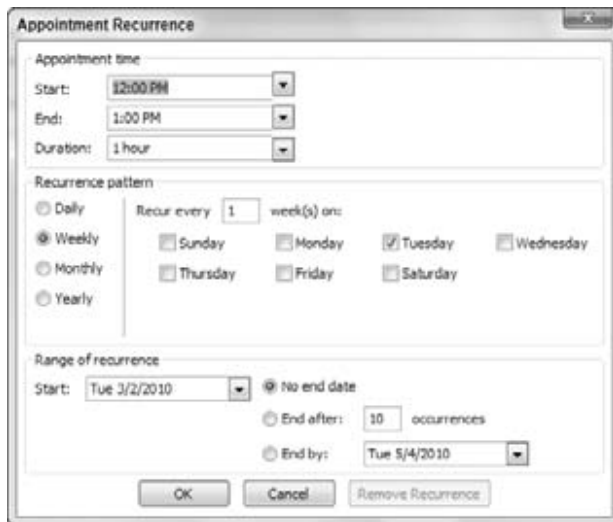 Appointment Recurrence
Appointment time
Start: 12:00 PM
End: 1:00 PM
Duration: 1 hour
Recurrence pattern
Daily
Recur every 1 week(s) on:
Weekly
Sunday Monday Tuesday Wednesday
Monthly
Thursday Friday Saturday
Yearly
Range of recurrence
Start: Tue 3/2/2010 No end date
End after: 10 occurrences
End by: Tue 5/4/2010
OK Cancel Remove Recurrence